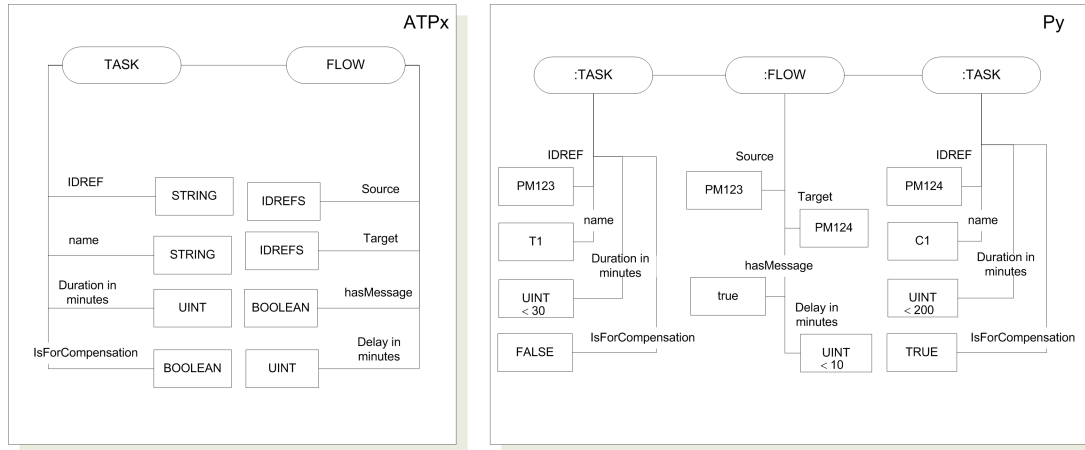 ATPx
TASK
FLOW
IDREF
STRING
IDREFS
Source
name
STRING
IDREFS
Target
Duration in
minutes
UINT
BOOLEAN
hasMessage
IsForCompensation
BOOLEAN
UINT
Delay in
minutes
Py
:TASK
:FLOW
:TASK
IDREF
PM123
name
T1
Duration in
minutes
UINT
< 30
IsForCompensation
FALSE
Source
PM123
Target
PM124
hasMessage
true
Delay in
minutes
UINT
< 10
IDREF
PM124
name
C1
Duration in
minutes
UINT
< 200
IsForCompensation
TRUE